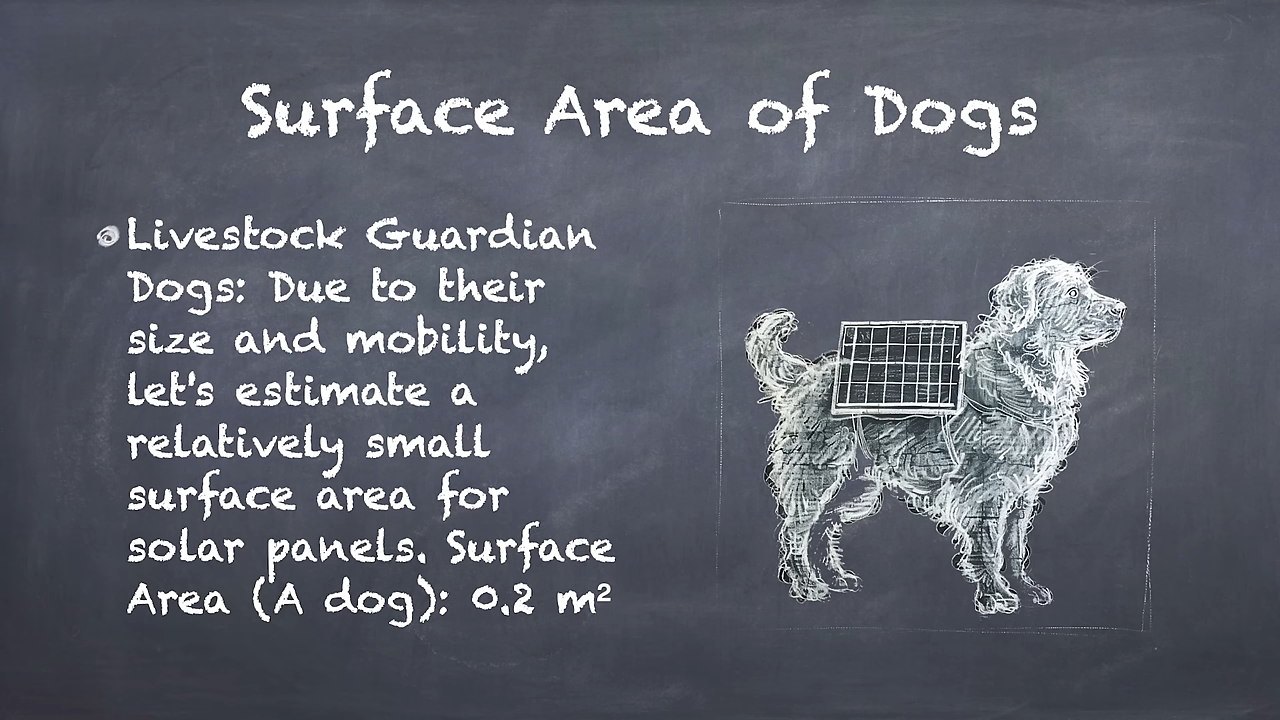 Surface Area of Dogs
Livestock Guardian
Dogs: Due to their
size and mobility,
let's estimate a
relatively small
surface area for
solar panels. Surface
Area (A dog): 0.2 m²